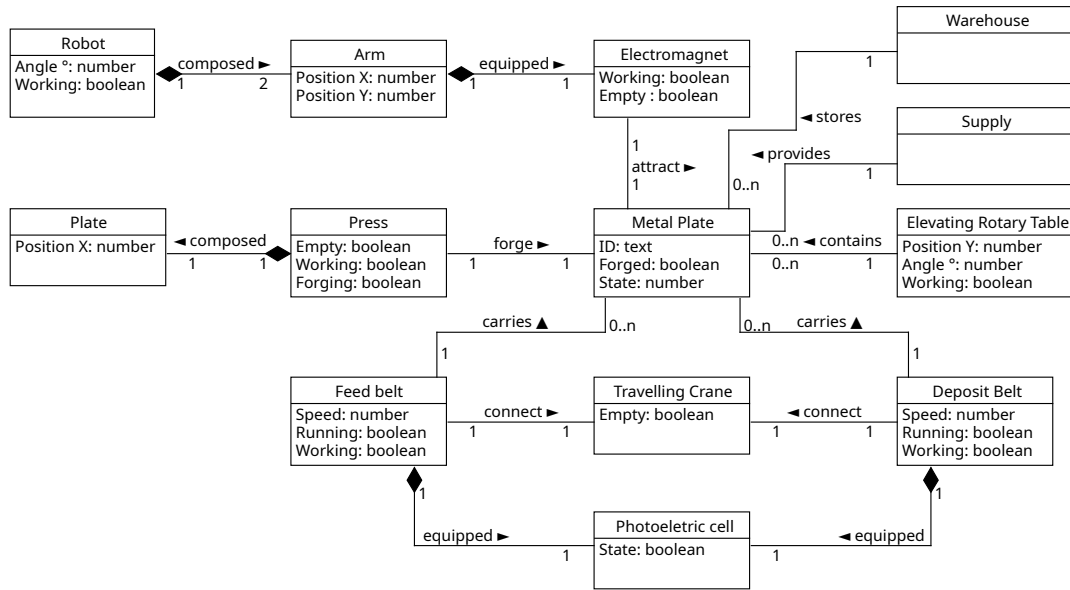 Warehouse
Robot
Angle °: number
Working: boolean
composed ►
1
2
Arm
Position X: number
Position Y: number
equipped ►
1
1
Electromagnet
Working: boolean
Empty : boolean
1
◄ stores
0..n
Supply
◄ provides
1
0..n
1
attract ►
1
Plate
Position X: number
◄ composed
1
1
Press
Empty: boolean
Working: boolean
Forging: boolean
forge ►
1
1
Metal Plate
ID: text
Forged: boolean
State: number
◄ contains
0..n
1
Elevating Rotary Table
Position Y: number
Angle °: number
Working: boolean
carries ▲
0..n
1
0..n
carries ▲
1
Feed belt
Speed: number
Running: boolean
Working: boolean
connect ►
1
1
Travelling Crane
Empty: boolean
◄ connect
1
1
Deposit Belt
Speed: number
Running: boolean
Working: boolean
1
equipped ►
1
Photoeletric cell
State: boolean
1
◄ equipped
1